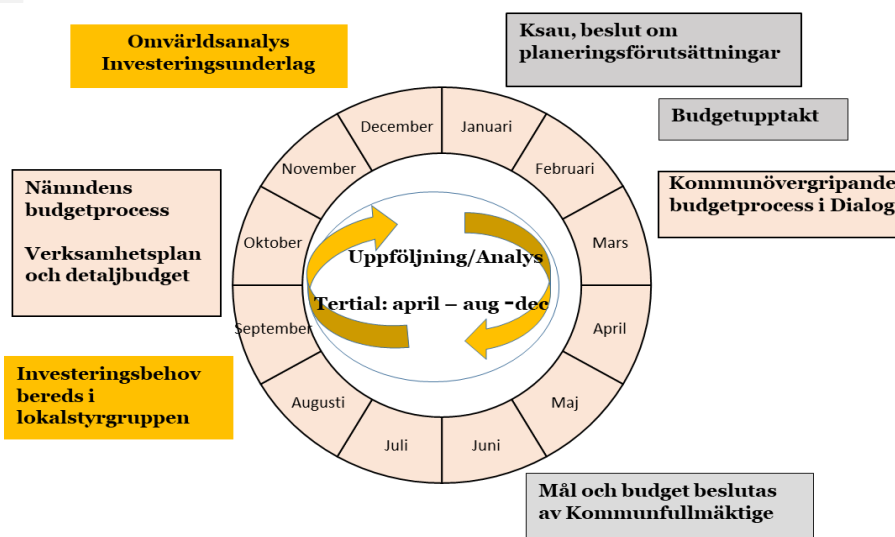 Omvärldsanalys
Investeringsunderlag
Ksau, beslut om
planeringsförutsättningar
Budgetupptakt
Kommunövergripande
budgetprocess i Dialog
Nämndens
budgetprocess
Verksamhetsplan
och detaljbudget
Investeringsbehov
bereds i
lokalstyrgruppen
Mål och budget beslutas
av Kommunfullmäktige
Januari
Februari
Mars
April
Maj
Juni
Juli
Augusti
September
Oktober
November
December
Uppföljning/Analys
Tertial: april – aug -dec